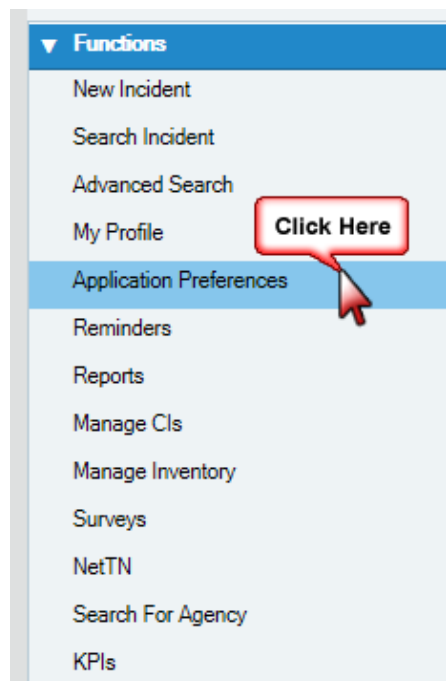 Functions
New Incident
Search Incident
Advanced Search
My Profile
Click Here
Application Preferences
Reminders
Reports
Manage CIs
Manage Inventory
Surveys
NetTN
Search For Agency
KPIs